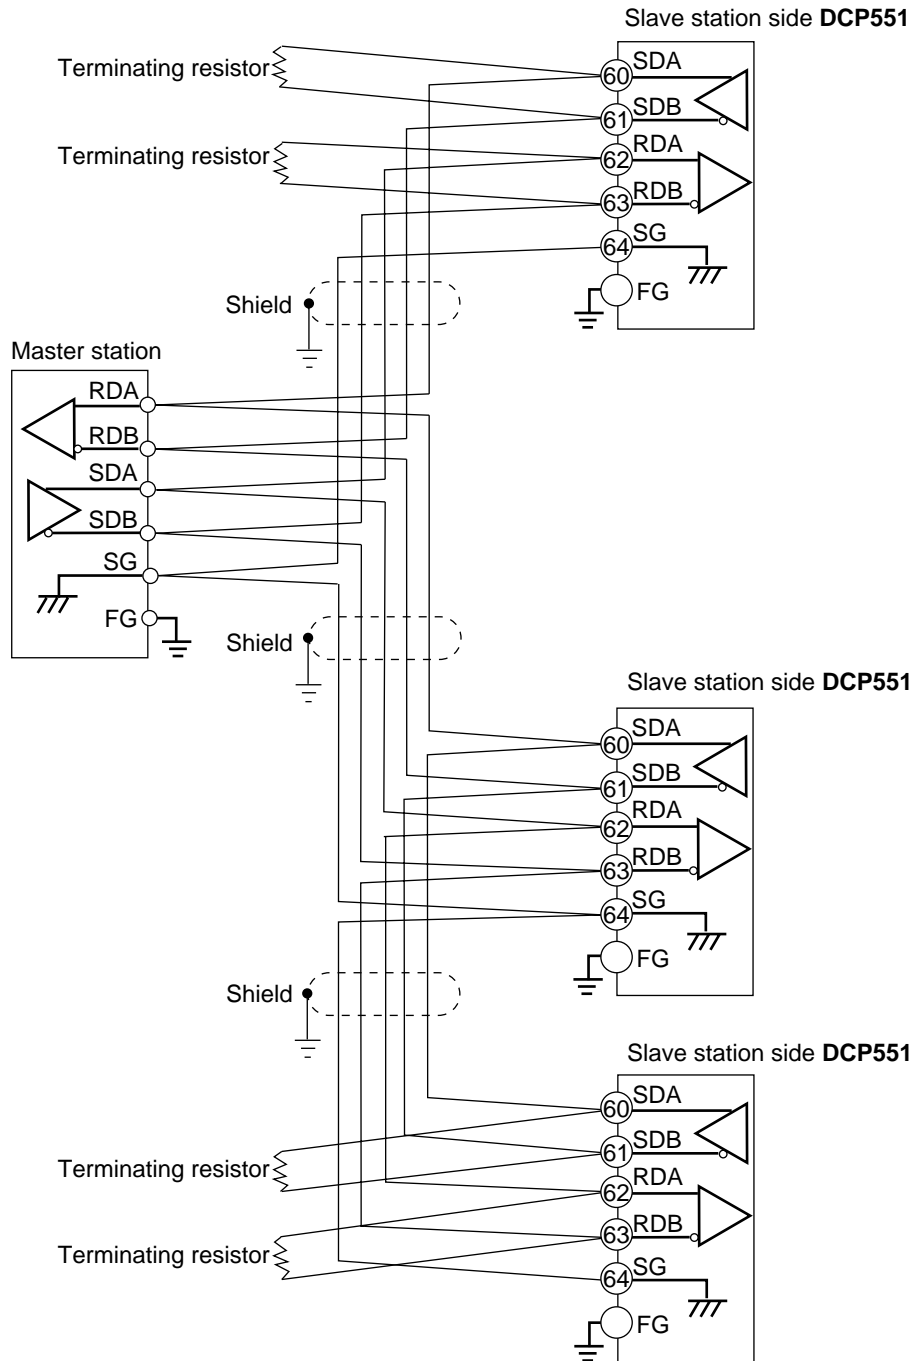 Slave station side DCP551
Terminating resistor
60 SDA
61 SDB
Terminating resistor
62 RDA
63 RDB
64 SG
FG
Shield
Master station
RDA
RDB
SDA
SDB
SG
FG
Shield
Slave station side DCP551
60 SDA
61 SDB
62 RDA
63 RDB
64 SG
FG
Shield
Slave station side DCP551
60 SDA
61 SDB
Terminating resistor
62 RDA
63 RDB
Terminating resistor
64 SG
FG